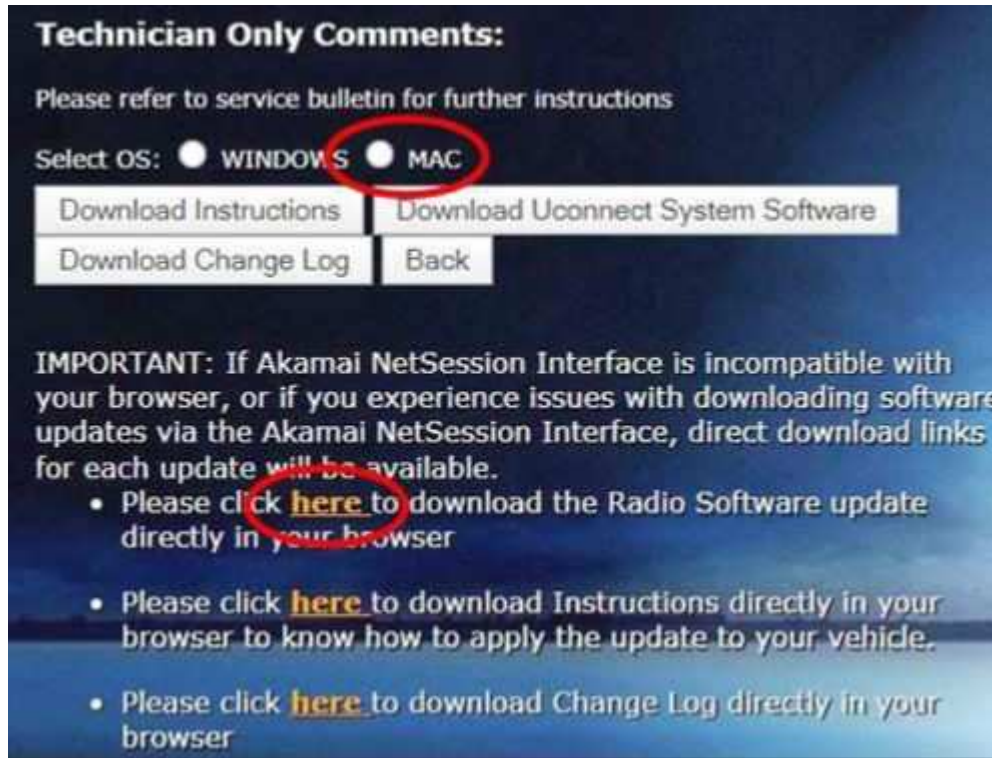 Technician Only Comments:
Please refer to service bulletin for further instructions
Select OS: WINDOWS MAC
Download Instructions Download Uconnect System Software
Download Change Log Back
IMPORTANT: If Akamai NetSession Interface is incompatible with
your browser, or if you experience issues with downloading software
updates via the Akamai NetSession Interface, direct download links
for each update will be available.
• Please click here to download the Radio Software update
directly in your browser
• Please click here to download Instructions directly in your
browser to know how to apply the update to your vehicle.
• Please click here to download Change Log directly in your
browser